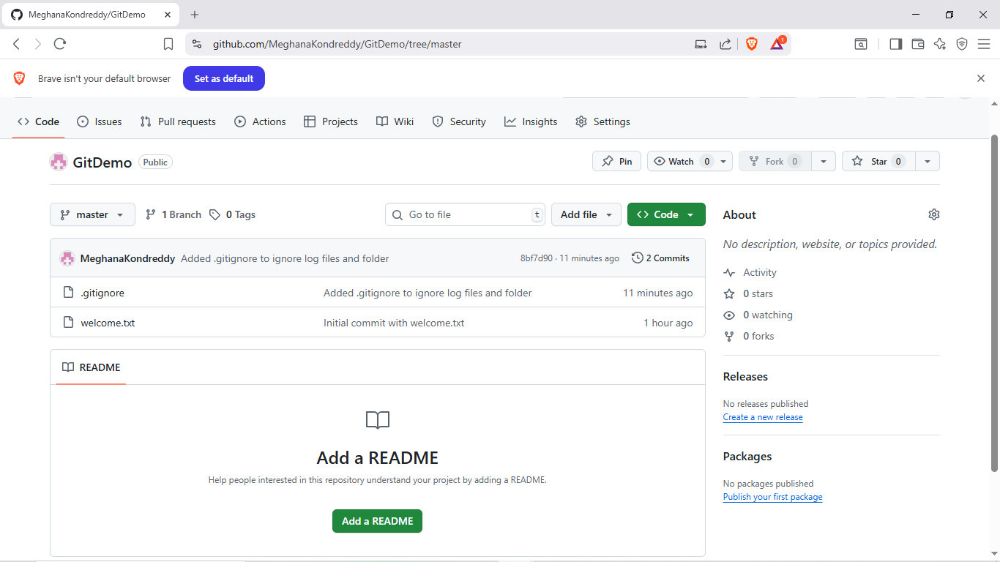 MeghanaKondreddy/GitDemo
github.com/MeghanaKondreddy/GitDemo/tree/master
1
Brave isn't your default browser Set as default
Code Issues Pull requests Actions Projects Wiki Security Insights Settings
GitDemo Public Pin Watch 0 Fork 0 Star 0
master 1 Branch 0 Tags Go to file t Add file Code
About
No description, website, or topics provided.
MeghanaKondreddy Added .gitignore to ignore log files and folder 8bf7d90 · 11 minutes ago 2 Commits
Activity
.gitignore Added .gitignore to ignore log files and folder 11 minutes ago
0 stars
0 watching
welcome.txt Initial commit with welcome.txt 1 hour ago
0 forks
README
Releases
No releases published
Create a new release
Add a README
Help people interested in this repository understand your project by adding a README.
Add a README
Packages
No packages published
Publish your first package